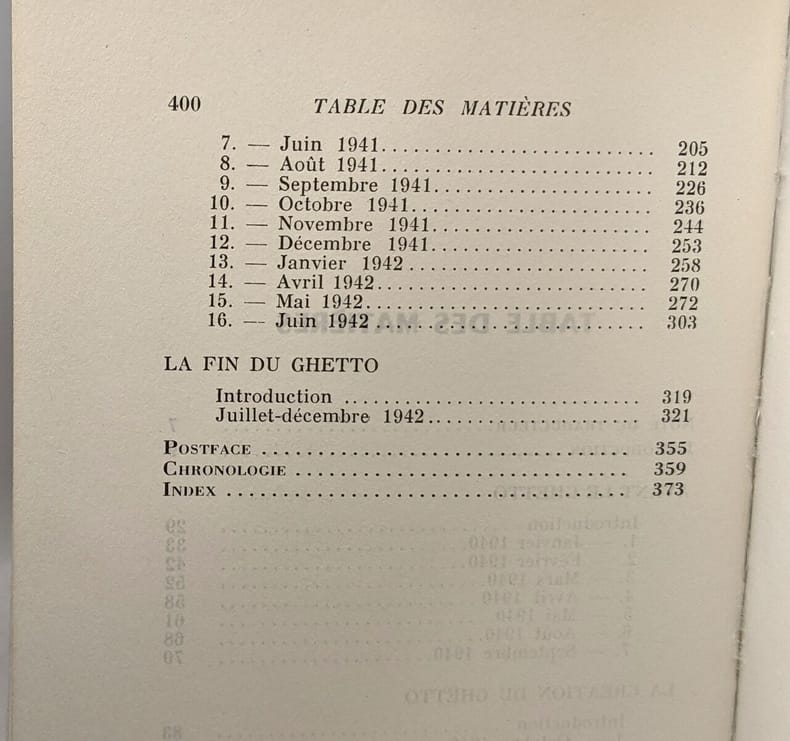 400 TABLE DES MATIÈRES
7. — Juin 1941.......................... 205
8. — Août 1941.......................... 212
9. — Septembre 1941..................... 226
10. — Octobre 1941....................... 236
11. — Novembre 1941..................... 244
12. — Décembre 1941..................... 253
13. — Janvier 1942....................... 258
14. — Avril 1942.......................... 270
15. — Mai 1942........................... 272
16. — Juin 1942.......................... 303
LA FIN DU GHETTO
Introduction ............................ 319
Juillet-décembre 1942.................... 321
POSTFACE ................................ 355
CHRONOLOGIE ............................. 359
INDEX ................................... 373